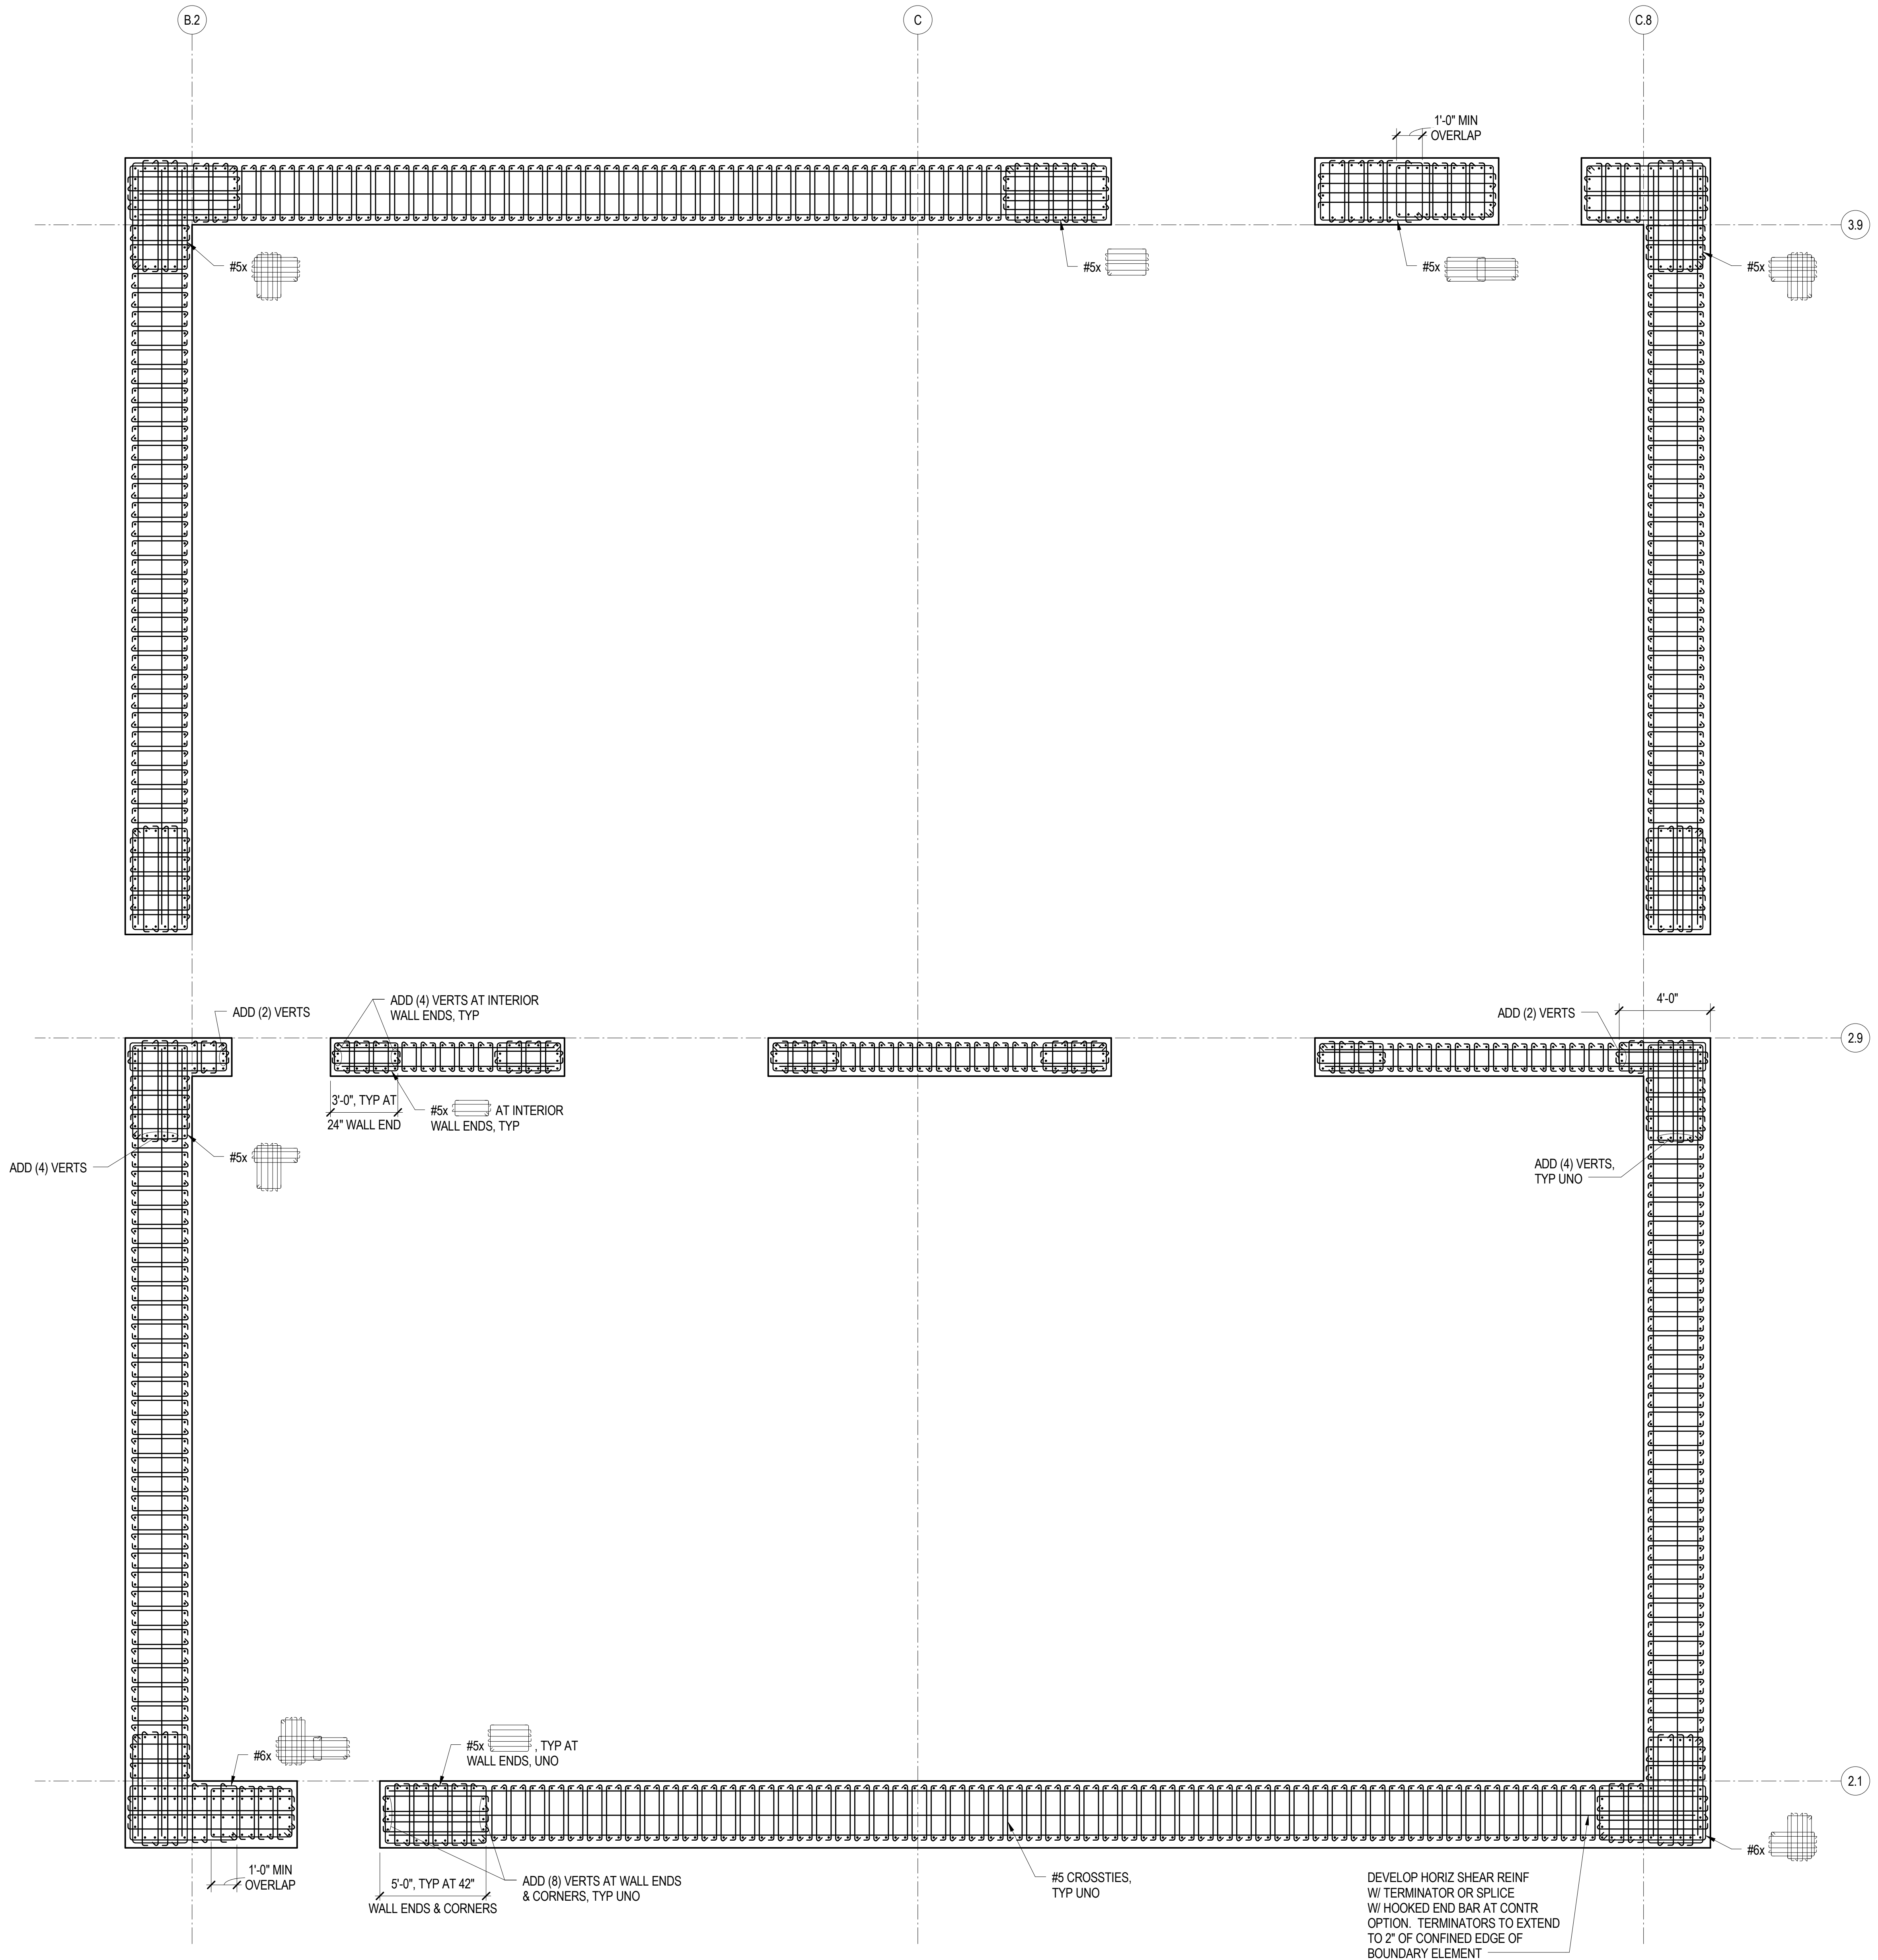 B.2
C
C.8
1'-0" MIN
OVERLAP
3.9
#5x
#5x
#5x
#5x
ADD (2) VERTS
ADD (4) VERTS AT INTERIOR
WALL ENDS, TYP
ADD (2) VERTS
4'-0"
2.9
3'-0", TYP AT
24" WALL END
#5x AT INTERIOR
WALL ENDS, TYP
#5x
ADD (4) VERTS
ADD (4) VERTS,
TYP UNO
#6x
#5x , TYP AT
WALL ENDS, UNO
2.1
#6x
1'-0" MIN
OVERLAP
5'-0", TYP AT 42"
WALL ENDS & CORNERS
ADD (8) VERTS AT WALL ENDS
& CORNERS, TYP UNO
#5 CROSSTIES,
TYP UNO
DEVELOP HORIZ SHEAR REINF
W/ TERMINATOR OR SPLICE
W/ HOOKED END BAR AT CONTR
OPTION. TERMINATORS TO EXTEND
TO 2" OF CONFINED EDGE OF
BOUNDARY ELEMENT